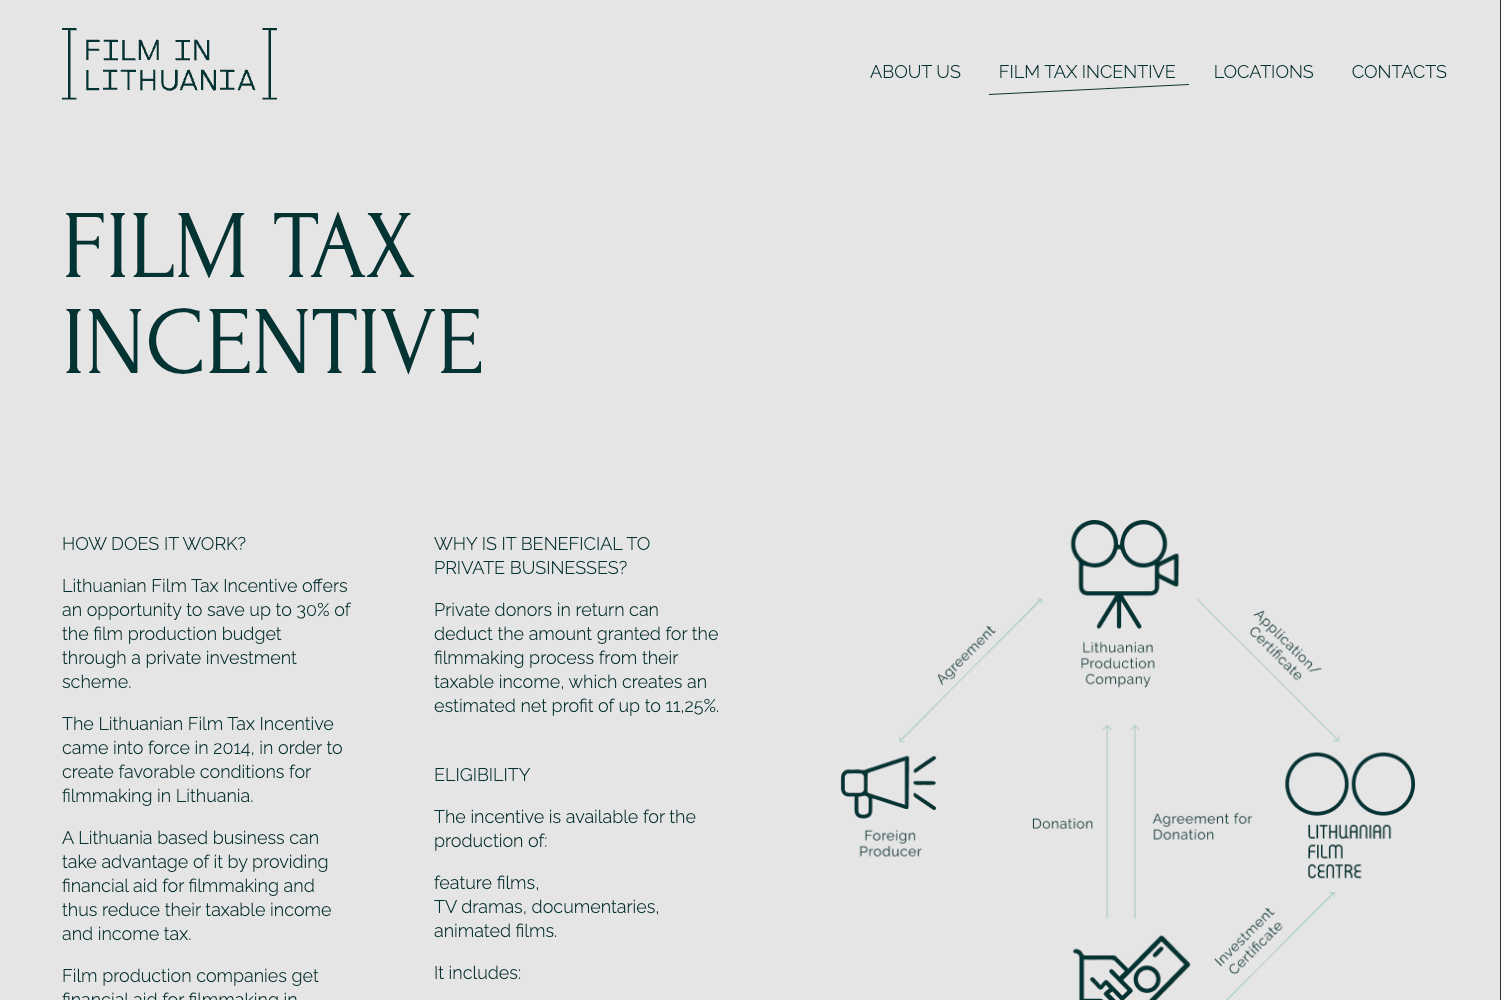 FILM IN
LITHUANIA
ABOUT US
FILM TAX INCENTIVE
LOCATIONS
CONTACTS
FILM TAX
INCENTIVE
HOW DOES IT WORK?
Lithuanian Film Tax Incentive offers
an opportunity to save up to 30% of
the film production budget
through a private investment
scheme.
The Lithuanian Film Tax Incentive
came into force in 2014, in order to
create favorable conditions for
filmmaking in Lithuania.
A Lithuania based business can
take advantage of it by providing
financial aid for filmmaking and
thus reduce their taxable income
and income tax.
Film production companies get
financial aid for filmmaking in
WHY IS IT BENEFICIAL TO
PRIVATE BUSINESSES?
Private donors in return can
deduct the amount granted for the
filmmaking process from their
taxable income, which creates an
estimated net profit of up to 11,25%.
ELIGIBILITY
The incentive is available for the
production of:
feature films,
TV dramas, documentaries,
animated films.
It includes:
Lithuanian
Production
Company
Agreement
Application/
Certificate
Foreign
Producer
Donation
Agreement for
Donation
LITHUANIAN
FILM
CENTRE
Investment
Certificate